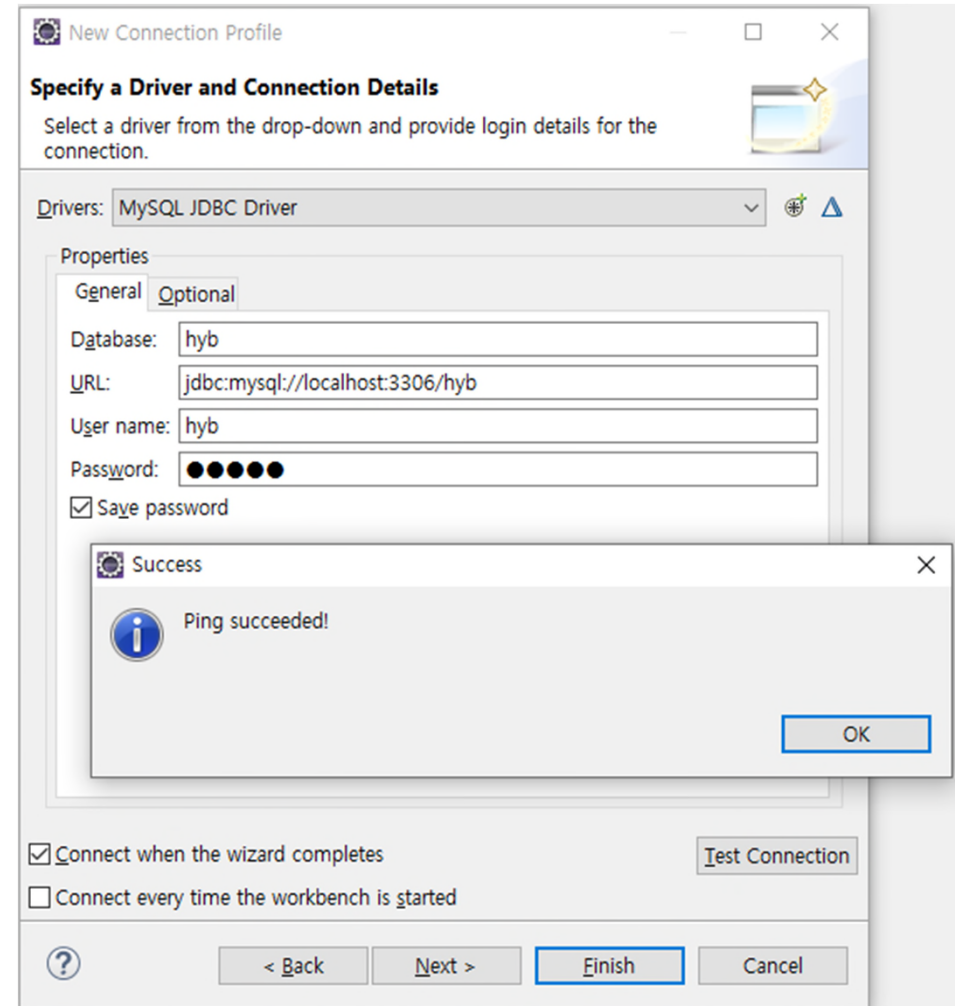 New Connection Profile
Specify a Driver and Connection Details
Select a driver from the drop-down and provide login details for the
connection.
Drivers: MySQL JDBC Driver
Properties
General Optional
Database: hyb
URL: jdbc:mysql://localhost:3306/hyb
User name: hyb
Password: ●●●●●
Save password
Success
Ping succeeded!
OK
Connect when the wizard completes
Test Connection
Connect every time the workbench is started
? < Back Next > Finish Cancel